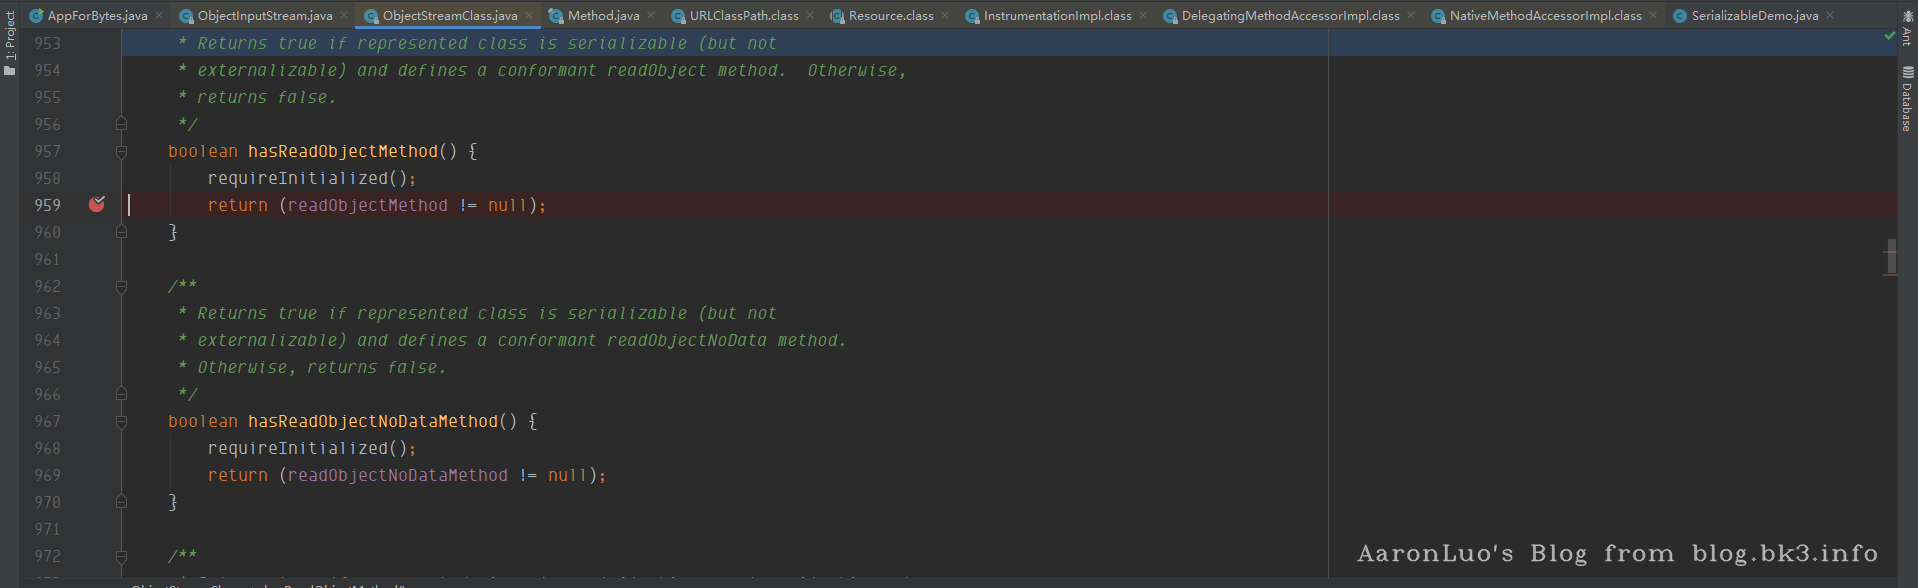 1: Project
AppForBytes.java
ObjectInputStream.java
ObjectStreamClass.java
Method.java
URLClassPath.class
Resource.class
InstrumentationImpl.class
DelegatingMethodAccessorImpl.class
NativeMethodAccessorImpl.class
SerializableDemo.java
Ant
Database
953 * Returns true if represented class is serializable (but not
954 * externalizable) and defines a conformant readObject method.  Otherwise,
955 * returns false.
956 */
957 boolean hasReadObjectMethod() {
958 requireInitialized();
959 return (readObjectMethod != null);
960 }
961
962 /**
963 * Returns true if represented class is serializable (but not
964 * externalizable) and defines a conformant readObjectNoData method.
965 * Otherwise, returns false.
966 */
967 boolean hasReadObjectNoDataMethod() {
968 requireInitialized();
969 return (readObjectNoDataMethod != null);
970 }
971
972 /**
AaronLuo's Blog from blog.bk3.info